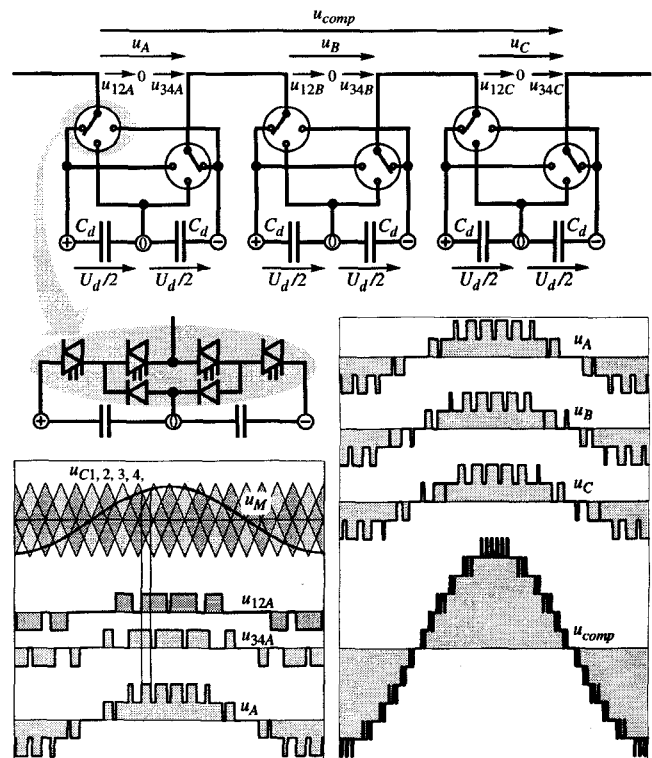 u_comp
u_A u_B u_C
u_12A 0 u_34A u_12B 0 u_34B u_12C 0 u_34C
C_d C_d C_d C_d C_d C_d
+ 0 − + 0 − + 0 −
U_d/2 U_d/2 U_d/2 U_d/2 U_d/2 U_d/2
+ 0 −
u_C1, 2, 3, 4,
u_M
u_12A
u_34A
u_A
u_A
u_B
u_C
u_comp